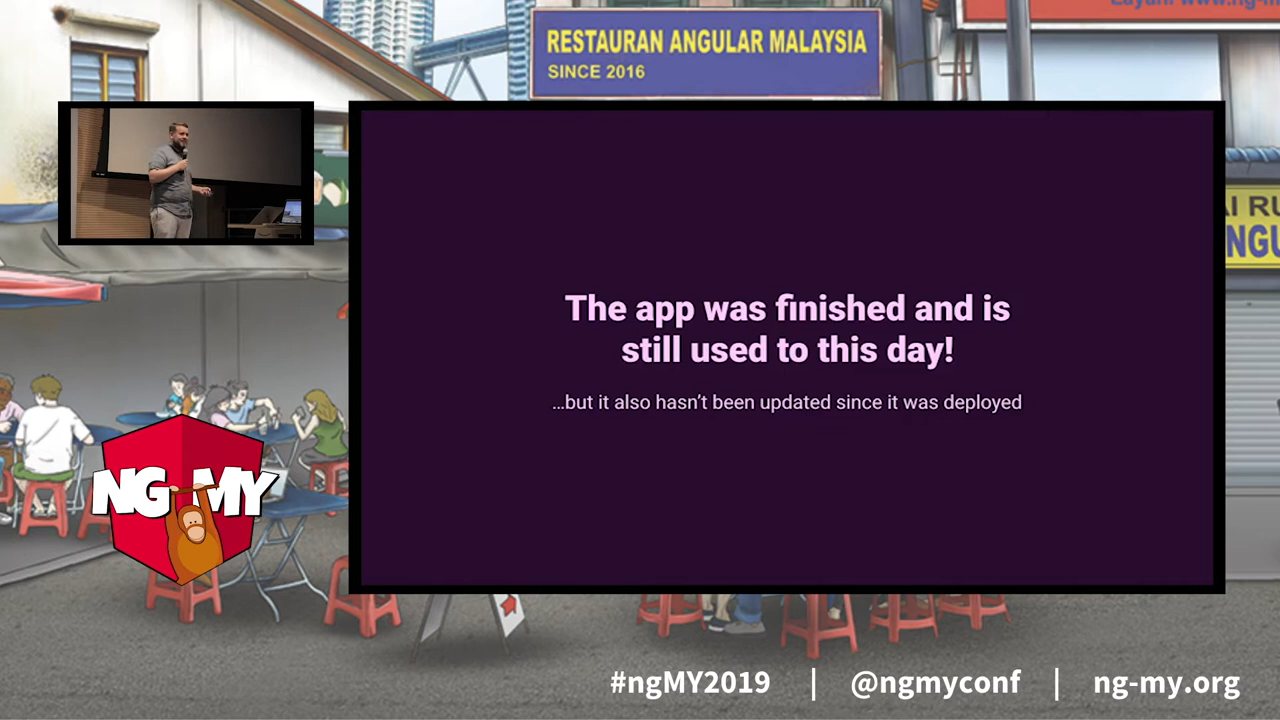 RESTAURAN ANGULAR MALAYSIA
SINCE 2016
The app was finished and is
still used to this day!
...but it also hasn't been updated since it was deployed
NG MY
#ngMY2019 | @ngmyconf | ng-my.org